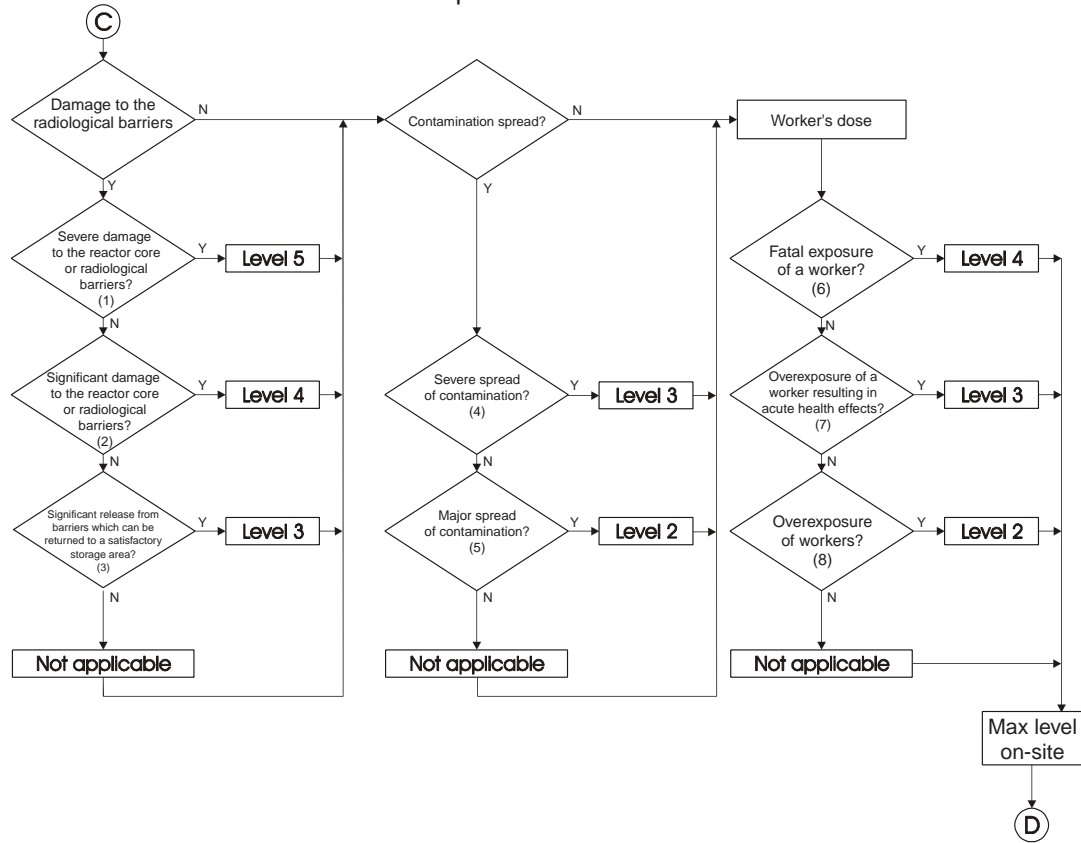 C
Damage to the
radiological barriers
N
Y
Severe damage
to the reactor core
or radiological
barriers?
(1)
Y
Level 5
N
Significant damage
to the reactor core
or radiological
barriers?
(2)
Y
Level 4
N
Significant release from
barriers which can be
returned to a satisfactory
storage area?
(3)
Y
Level 3
N
Not applicable
Contamination spread?
N
Y
Severe spread
of contamination?
(4)
Y
Level 3
N
Major spread
of contamination?
(5)
Y
Level 2
N
Not applicable
Worker's dose
Fatal exposure
of a worker?
(6)
Y
Level 4
N
Overexposure of a
worker resulting in
acute health effects?
(7)
Y
Level 3
N
Overexposure
of workers?
(8)
Y
Level 2
N
Not applicable
Max level
on-site
D